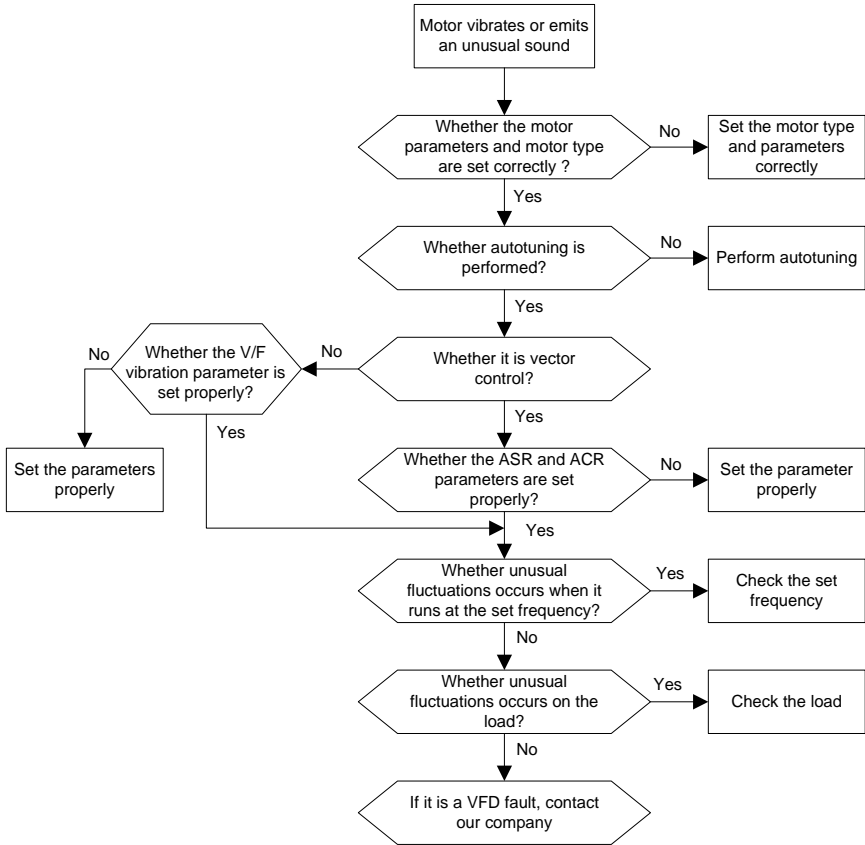 Motor vibrates or emits
an unusual sound
Whether the motor
parameters and motor type
are set correctly ?
No
Set the motor type
and parameters
correctly
Yes
Whether autotuning is
performed?
No
Perform autotuning
Yes
Whether it is vector
control?
No
Whether the V/F
vibration parameter is
set properly?
No
Set the parameters
properly
Yes
Yes
Whether the ASR and ACR
parameters are set
properly?
No
Set the parameter
properly
Yes
Whether unusual
fluctuations occurs when it
runs at the set frequency?
Yes
Check the set
frequency
No
Whether unusual
fluctuations occurs on the
load?
Yes
Check the load
No
If it is a VFD fault, contact
our company